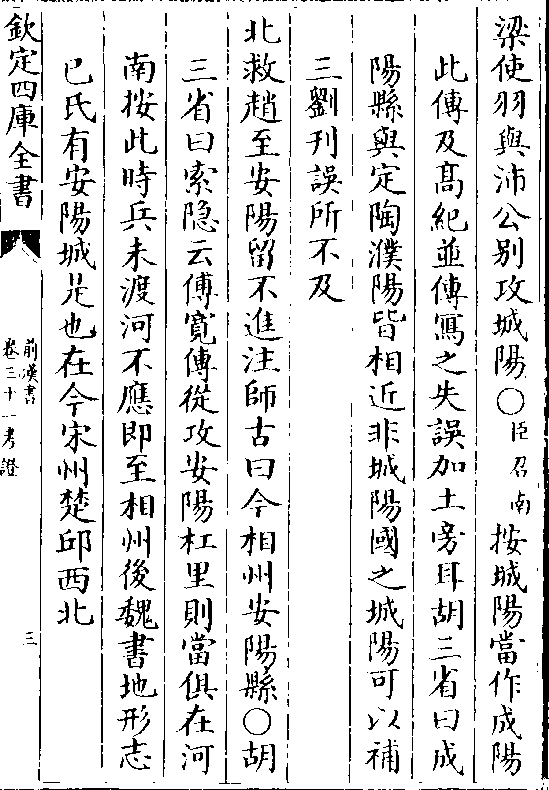 梁使羽與沛公别攻城陽〇臣召南按城陽當作成陽
此傳及髙紀並傳寫之失誤加土旁耳胡三省曰成
陽縣與定陶濮陽皆相近非城陽國之城陽可以補
三劉刋誤所不及
北救趙至安陽留不進注師古曰今相州安陽縣〇胡
三省曰索隐云傅寛傳從攻安陽杠里則當俱在河
南按此時兵未渡河不應即至相州後魏書地形志
已氏有安陽城是也在今宋州楚邱西北
欽定四庫全書
前漢書
卷三十一考證
三